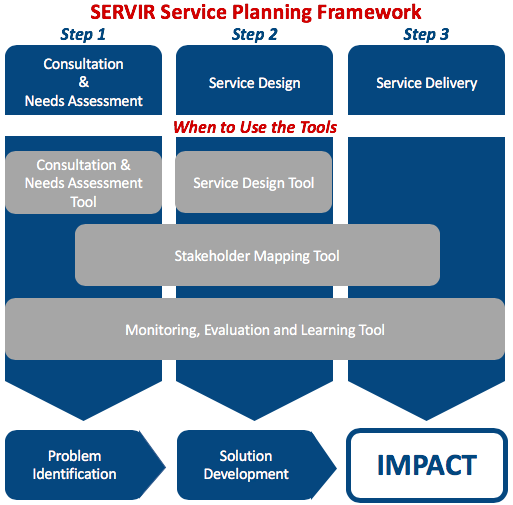 SERVIR Service Planning Framework
Step 1
Step 2
Step 3
Consultation
&
Needs Assessment
Service Design
Service Delivery
When to Use the Tools
Consultation &
Needs Assessment
Tool
Service Design Tool
Stakeholder Mapping Tool
Monitoring, Evaluation and Learning Tool
Problem
Identification
Solution
Development
IMPACT